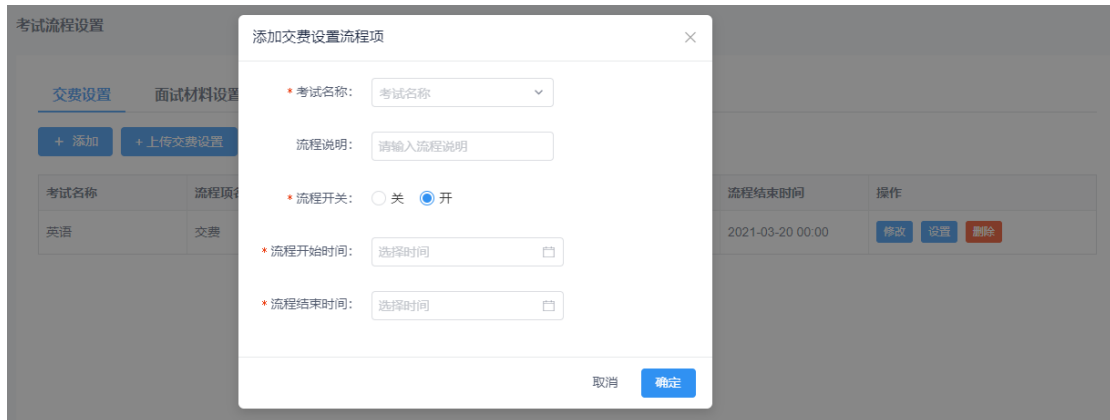 考试流程设置
添加交费设置流程项
交费设置 面试材料设置
* 考试名称: 考试名称
+ 添加 + 上传交费设置
流程说明: 请输入流程说明
考试名称 流程项名 流程结束时间 操作
* 流程开关: 关 开
英语 交费 2021-03-20 00:00 修改 设置 删除
* 流程开始时间: 选择时间
* 流程结束时间: 选择时间
取消 确定